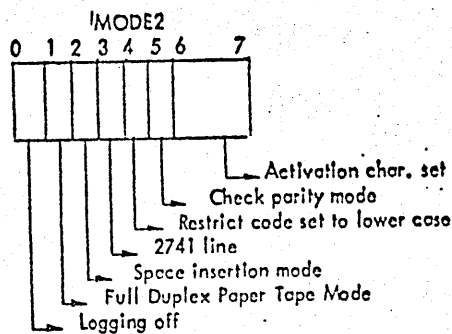 MODE2
0 1 2 3 4 5 6 7
Activation char. set
Check parity mode
Restrict code set to lower case
2741 line
Space insertion mode
Full Duplex Paper Tape Mode
Logging off